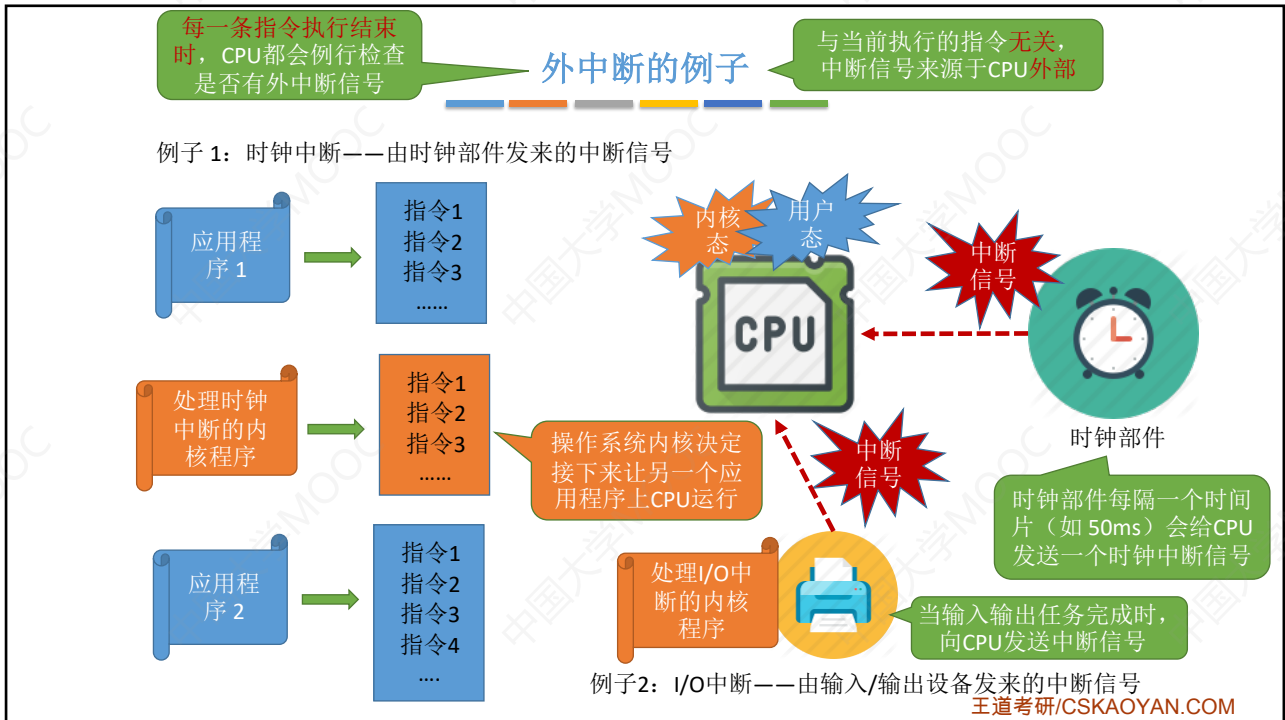 每一条指令执行结束
时，CPU都会例行检查
是否有外中断信号
外中断的例子
与当前执行的指令无关，
中断信号来源于CPU外部
例子 1：时钟中断——由时钟部件发来的中断信号
应用程
序 1
指令1
指令2
指令3
......
内核
态
用户
态
CPU
中断
信号
时钟部件
时钟部件每隔一个时间
片（如 50ms）会给CPU
发送一个时钟中断信号
处理时钟
中断的内
核程序
指令1
指令2
指令3
......
操作系统内核决定
接下来让另一个应
用程序上CPU运行
中断
信号
应用程
序 2
指令1
指令2
指令3
指令4
....
处理I/O中
断的内核
程序
当输入输出任务完成时，
向CPU发送中断信号
例子2：I/O中断——由输入/输出设备发来的中断信号
王道考研/CSKAOYAN.COM
中国大学MOOC